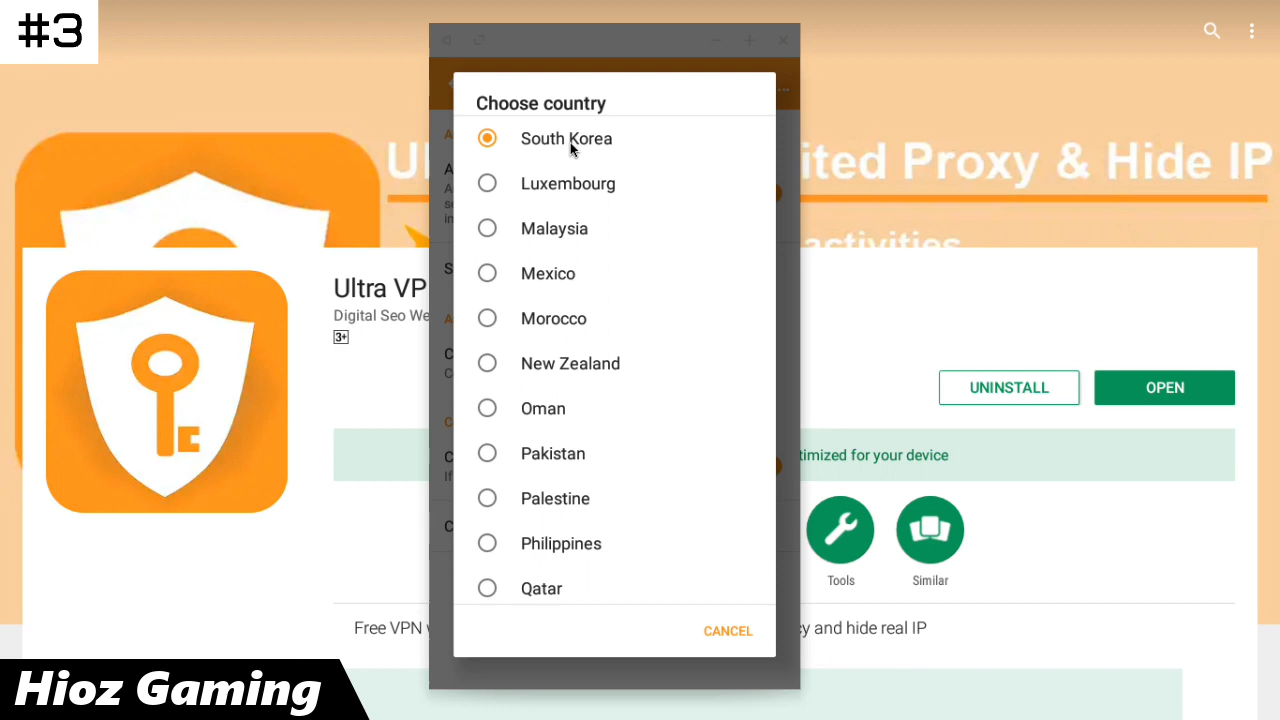 #3
Ul
ited Proxy & Hide IP
activities
Choose country
South Korea
Luxembourg
Malaysia
Mexico
Morocco
New Zealand
Oman
Pakistan
Palestine
Philippines
Qatar
CANCEL
Ultra VP
Digital Seo We
3+
UNINSTALL
OPEN
timized for your device
Tools
Similar
Free VPN
cy and hide real IP
Hioz Gaming